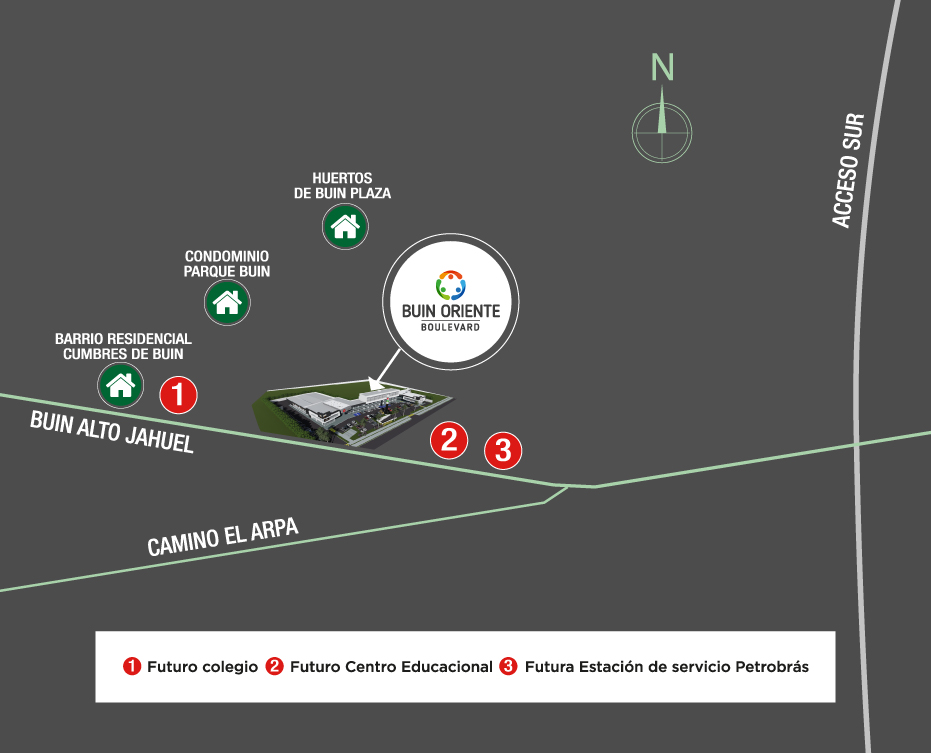 N
ACCESO SUR
HUERTOS
DE BUIN PLAZA
CONDOMINIO
PARQUE BUIN
BUIN ORIENTE
BOULEVARD
BARRIO RESIDENCIAL
CUMBRES DE BUIN
1
BUIN ALTO JAHUEL
2
3
CAMINO EL ARPA
1 Futuro colegio 2 Futuro Centro Educacional 3 Futura Estación de servicio Petrobrás